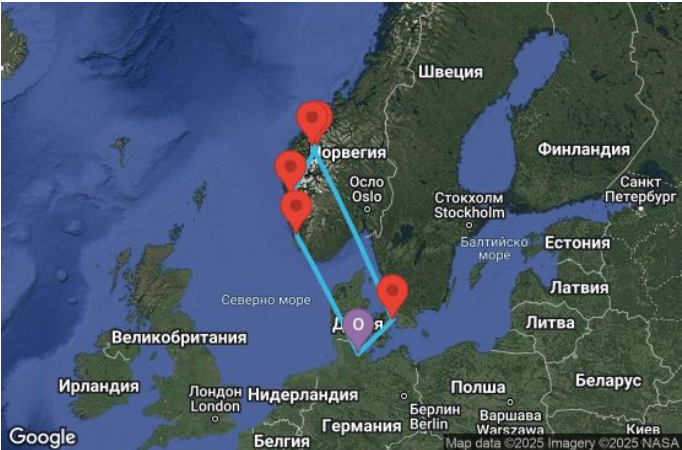 Швеция
Норвегия
Финландия
Осло
Oslo
Санкт
Петербург
Стокхолм
Stockholm
Балтийско
море
Естония
Латвия
Северно море
О
Литва
Великобритания
Ирландия
Лондон
London
Нидерландия
Полша
Беларус
Берлин
Berlin
Варшава
Warszawa
Германия
Белгия
Киев
Google
Map data ©2025 Imagery ©2025 NASA